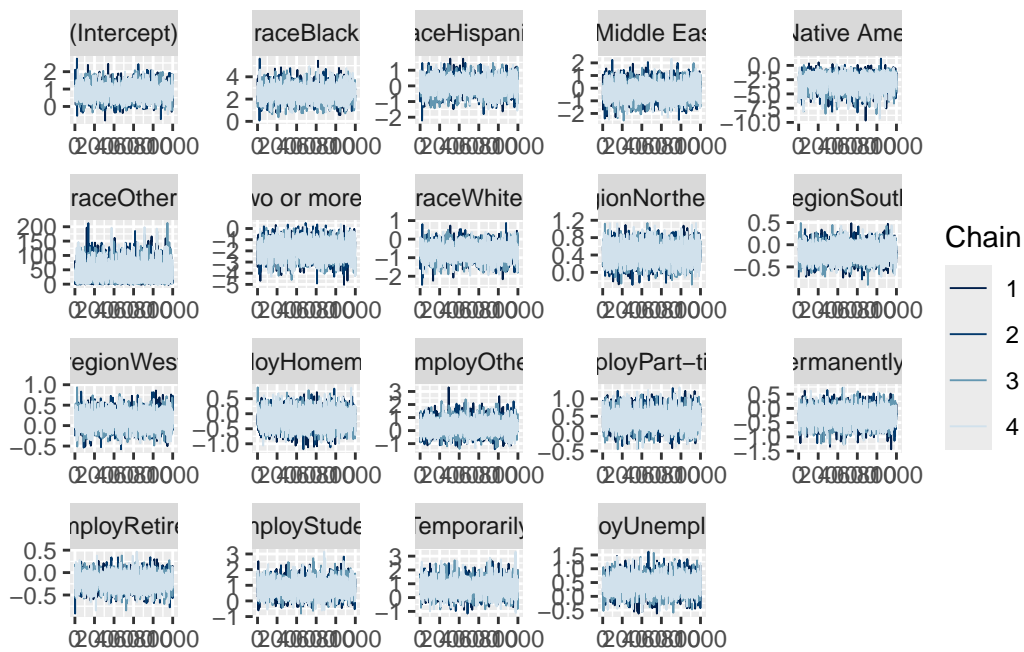 (Intercept) raceBlack aceHispani Middle Eas Native Ame
2 1 0
4 2 0
1 0 −1 −2
2 1 0 −1 −2
0.0 −2.5 −5.0 −7.5 −10.0
raceOther wo or more raceWhite gionNorthe egionSouth
200 150 100 50 0
0 −1 −2 −3 −4 −5
1 0 −1 −2
1.2 0.8 0.4 0.0
0.5 0.0 −0.5
Chain
1
2
3
4
regionWes loyHomem mployOthe ployPart−ti ermanently
1.0 0.5 0.0 −0.5
0.5 0.0 −0.5 −1.0
3 2 1 0 −1
1.0 0.5 0.0 −0.5
0.5 0.0 −0.5 −1.0 −1.5
mployRetire mployStude Temporarily oyUnempl
0.5 0.0 −0.5
3 2 1 0 −1
3 2 1 0 −1
1.5 1.0 0.5 0.0 −0.5